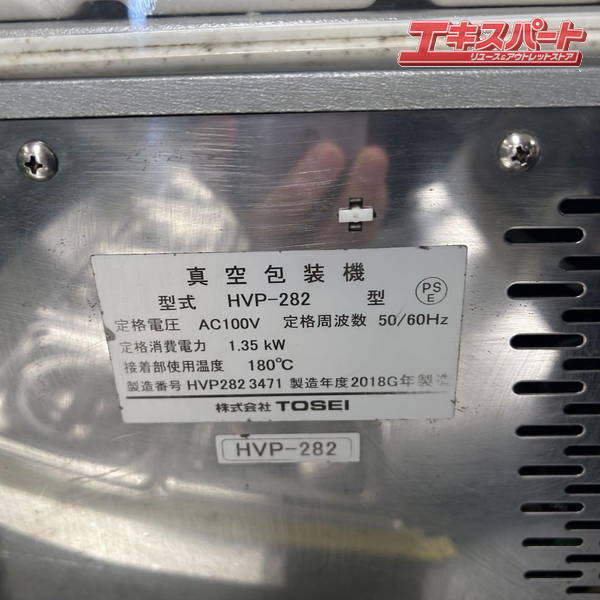 エキスパート
リユース&アウトレットストア
真空包装機
型式 HVP-282 型
PS
E
定格電圧 AC100V 定格周波数 50/60Hz
定格消費電力 1.35 kW
接着部使用温度 180℃
製造番号 HVP2823471 製造年度2018G年製造
株式会社 TOSEI
HVP-282